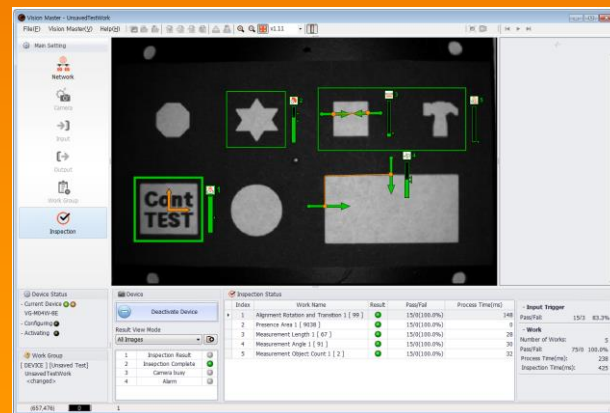 Vision Master - UnsavedTestWork
File(F) Vision Master(V) Help(H) x1.11
Main Setting
Network
Camera
Input
Output
Work Group
Inspection
2
3
5
4
1
Cont
TEST
Device Status
- Current Device
VG-M04W-8E
- Configuring
- Activating
Work Group
[ DEVICE ] [Unsaved Test]
UnsavedTestWork
<changed>
Device
Deactivate Device
Result View Mode
All Images
1 Inspection Result
2 Inseption Complete
3 Camera busy
4 Alarm
Inspection Status
Index Work Name Result Pass/Fail Process Time(ms)
1 Alignment Rotation and Transition 1 [ 99 ] 15/0(100.0%) 348
2 Presence Area 1 [ 9038 ] 15/0(100.0%) 0
3 Measurement Length 1 [ 67 ] 15/0(100.0%) 28
4 Measurement Angle 1 [ 91 ] 15/0(100.0%) 30
5 Measurement Object Count 1 [ 2 ] 15/0(100.0%) 32
- Input Trigger
Pass/Fail 15/3 83.3%
- Work
Number of Works: 5
Pass/Fail 75/0 100.0%
Process Time(ms): 238
Inspection Time(ms): 425
(657,476) 0 1